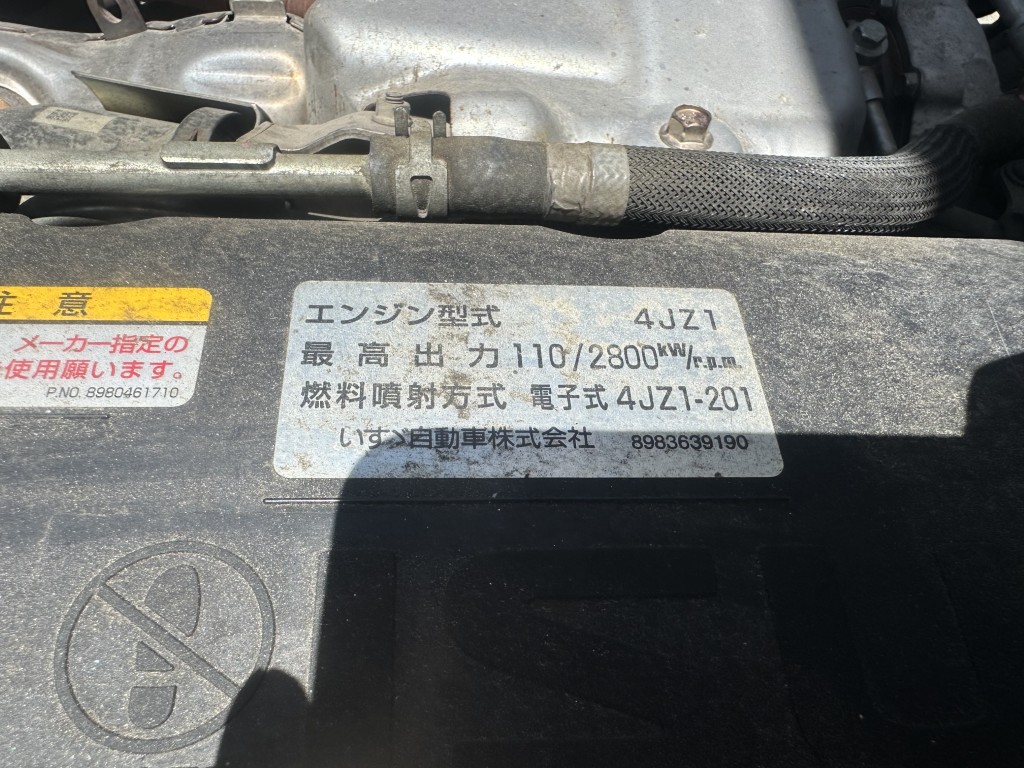 注意
メーカー指定の
使用願います。
P.NO. 8980461710
エンジン型式 4JZ1
最高出力 110/2800kW/r.p.m
燃料噴射方式 電子式 4JZ1-201
いすゞ自動車株式会社 8983639190